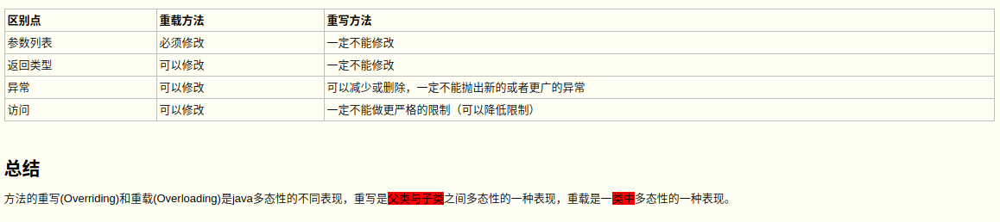 区别点 重载方法 重写方法
参数列表 必须修改 一定不能修改
返回类型 可以修改 一定不能修改
异常 可以修改 可以减少或删除，一定不能抛出新的或者更广的异常
访问 可以修改 一定不能做更严格的限制（可以降低限制）
总结
方法的重写(Overriding)和重载(Overloading)是java多态性的不同表现，重写是父类与子类之间多态性的一种表现，重载是一类中多态性的一种表现。